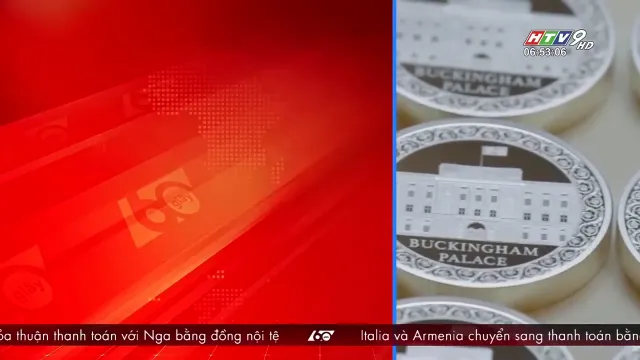 HTV9 HD
06:53:06
BUCKINGHAM
PALACE
BUCKINGHAM
PALACE
thuận thanh toán với Nga bằng đồng nội tệ
60
Italia và Armenia chuyển sang thanh toán bằ